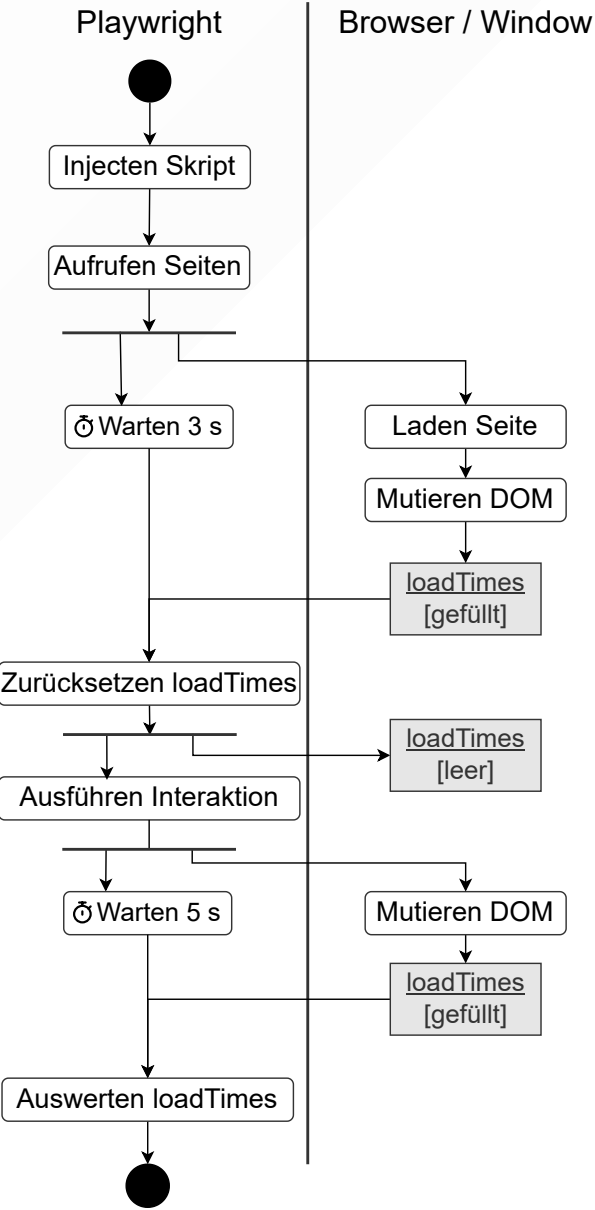 Playwright
Browser / Window
Injecten Skript
Aufrufen Seiten
Warten 3 s
Laden Seite
Mutieren DOM
loadTimes
[gefüllt]
Zurücksetzen loadTimes
loadTimes
[leer]
Ausführen Interaktion
Warten 5 s
Mutieren DOM
loadTimes
[gefüllt]
Auswerten loadTimes